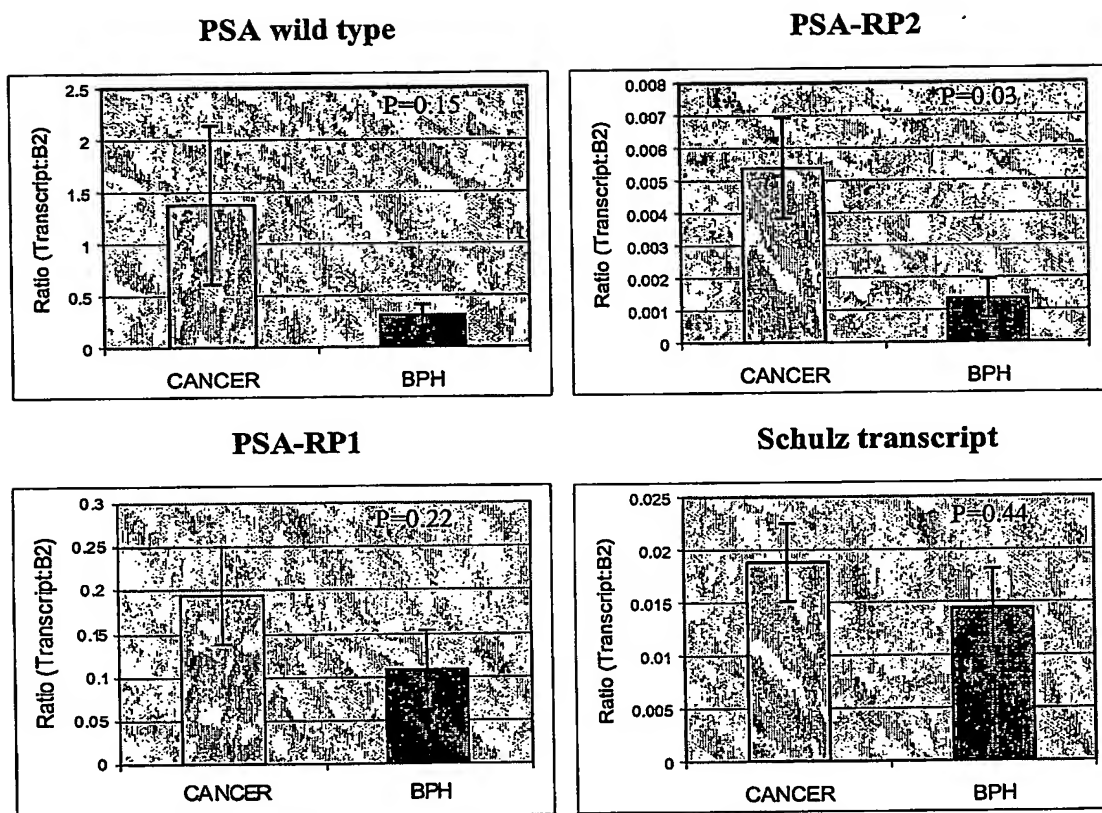 PSA wild type
Ratio (Transcript:B2)
2.5
2
1.5
1
0.5
0
P=0.15
CANCER
BPH
PSA-RP2
Ratio (Transcript:B2)
0.008
0.007
0.006
0.005
0.004
0.003
0.002
0.001
0
*P=0.03
CANCER
BPH
PSA-RP1
Ratio (Transcript:B2)
0.3
0.25
0.2
0.15
0.1
0.05
0
P=0.22
CANCER
BPH
Schulz transcript
Ratio (Transcript:B2)
0.025
0.02
0.015
0.01
0.005
0
P=0.44
CANCER
BPH